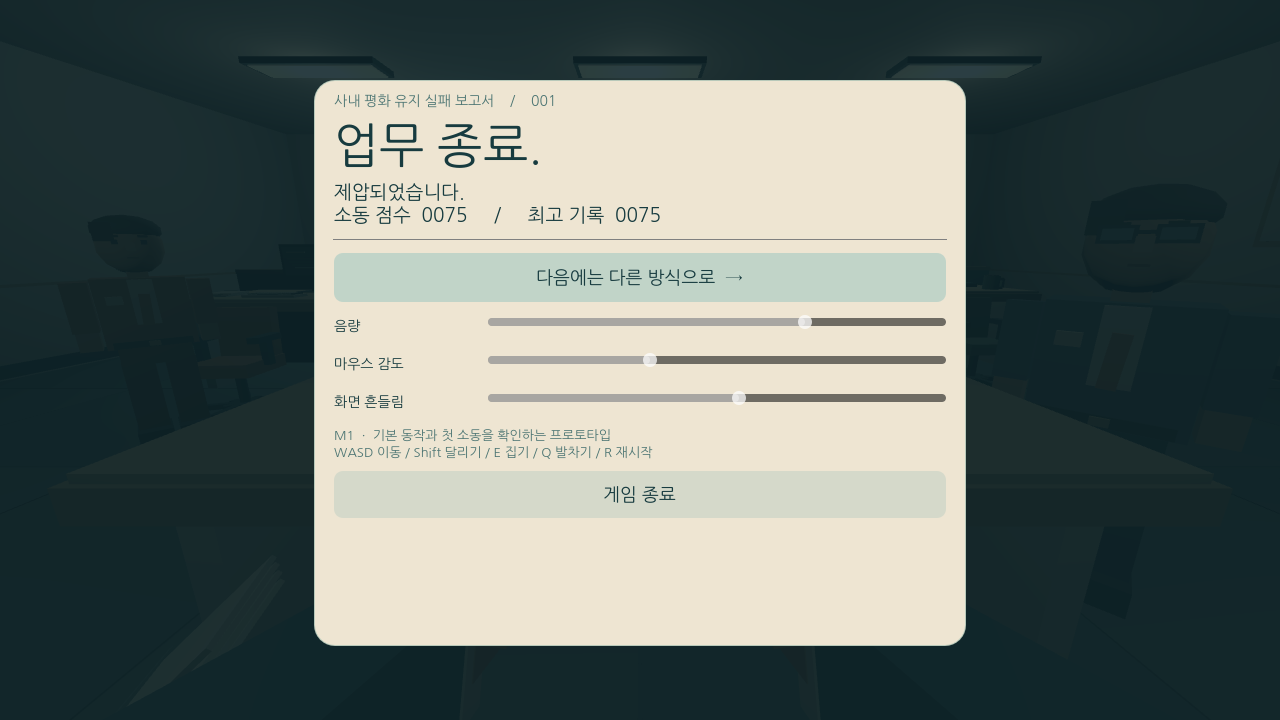 사내 평화 유지 실패 보고서 / 001
업무 종료.
제압되었습니다.
소동 점수 0075 / 최고 기록 0075
다음에는 다른 방식으로 →
음량
마우스 감도
화면 흔들림
M1 · 기본 동작과 첫 소동을 확인하는 프로토타입
WASD 이동 / Shift 달리기 / E 집기 / Q 발차기 / R 재시작
게임 종료